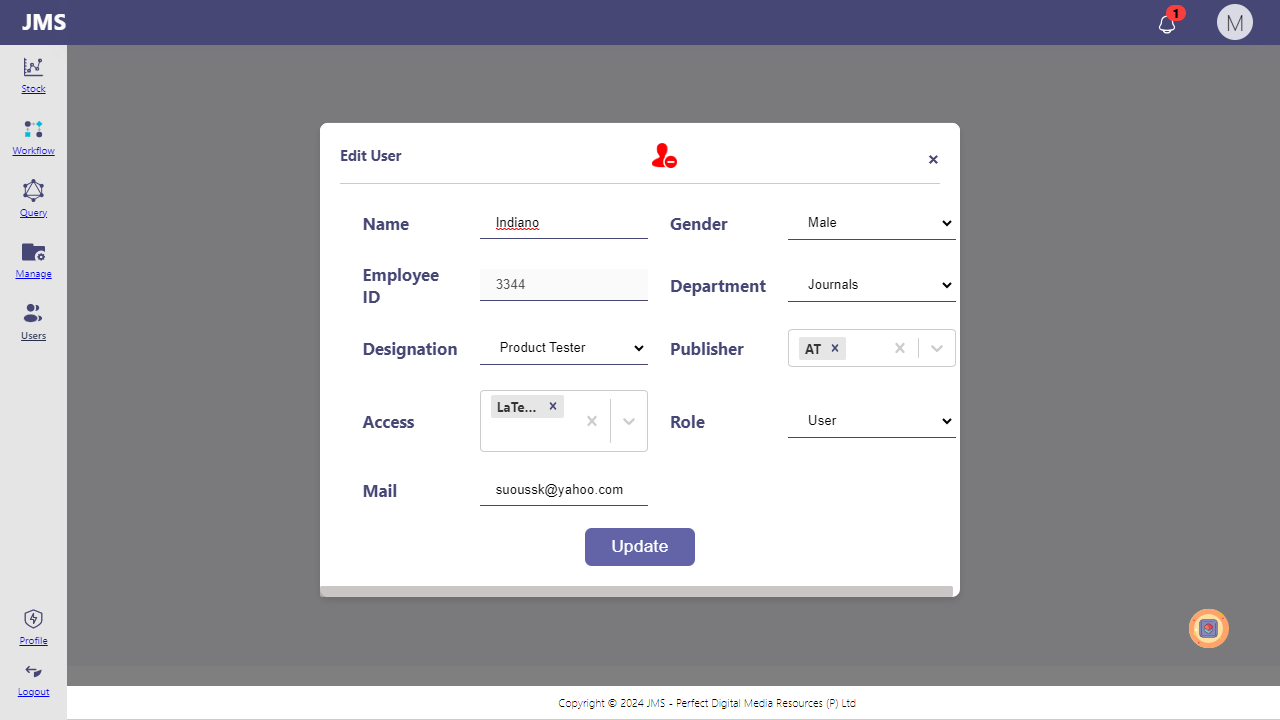 JMS
1
M
Stock
Workflow
Query
Manage
Users
Profile
Logout
Edit User
×
Name
Indiano
Gender
Male
Employee
ID
3344
Department
Journals
Designation
Product Tester
Publisher
AT ×
Access
LaTe... ×
Role
User
Mail
suoussk@yahoo.com
Update
Copyright © 2024 JMS - Perfect Digital Media Resources (P) Ltd